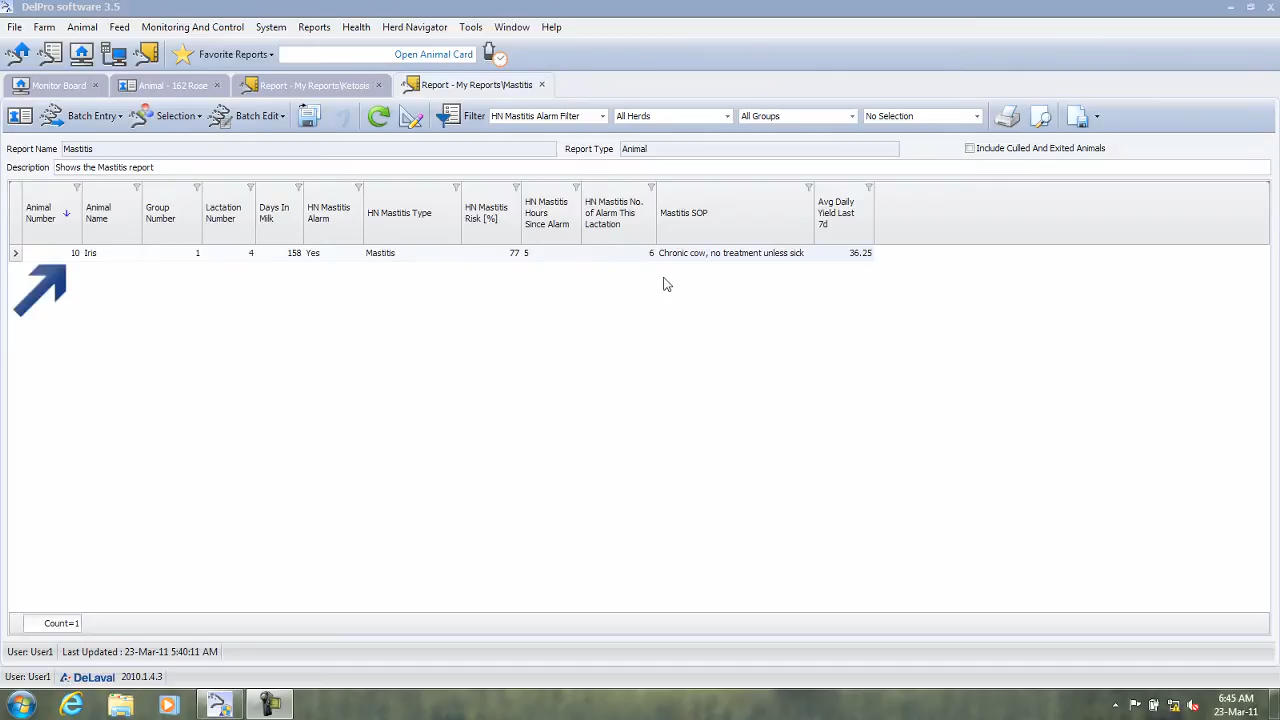 DelPro software 3.5
File Farm Animal Feed Monitoring And Control System Reports Health Herd Navigator Tools Window Help
Favorite Reports Open Animal Card
Monitor Board × Animal - 162 Rose × Report - My Reports\Ketosis × Report - My Reports\Mastitis ×
Batch Entry Selection Batch Edit Filter HN Mastitis Alarm Filter All Herds All Groups No Selection
Report Name Mastitis Report Type Animal Include Culled And Exited Animals
Description Shows the Mastitis report
Animal Number
Animal Name
Group Number
Lactation Number
Days In Milk
HN Mastitis Alarm
HN Mastitis Type
HN Mastitis Risk [%]
HN Mastitis Hours Since Alarm
HN Mastitis No. of Alarm This Lactation
Mastitis SOP
Avg Daily Yield Last 7d
10 Iris 1 4 158 Yes Mastitis 77 5 6 Chronic cow, no treatment unless sick 36.25
Count=1
User: User1 Last Updated : 23-Mar-11 5:40:11 AM
User: User1 DeLaval 2010.1.4.3
6:45 AM
23-Mar-11